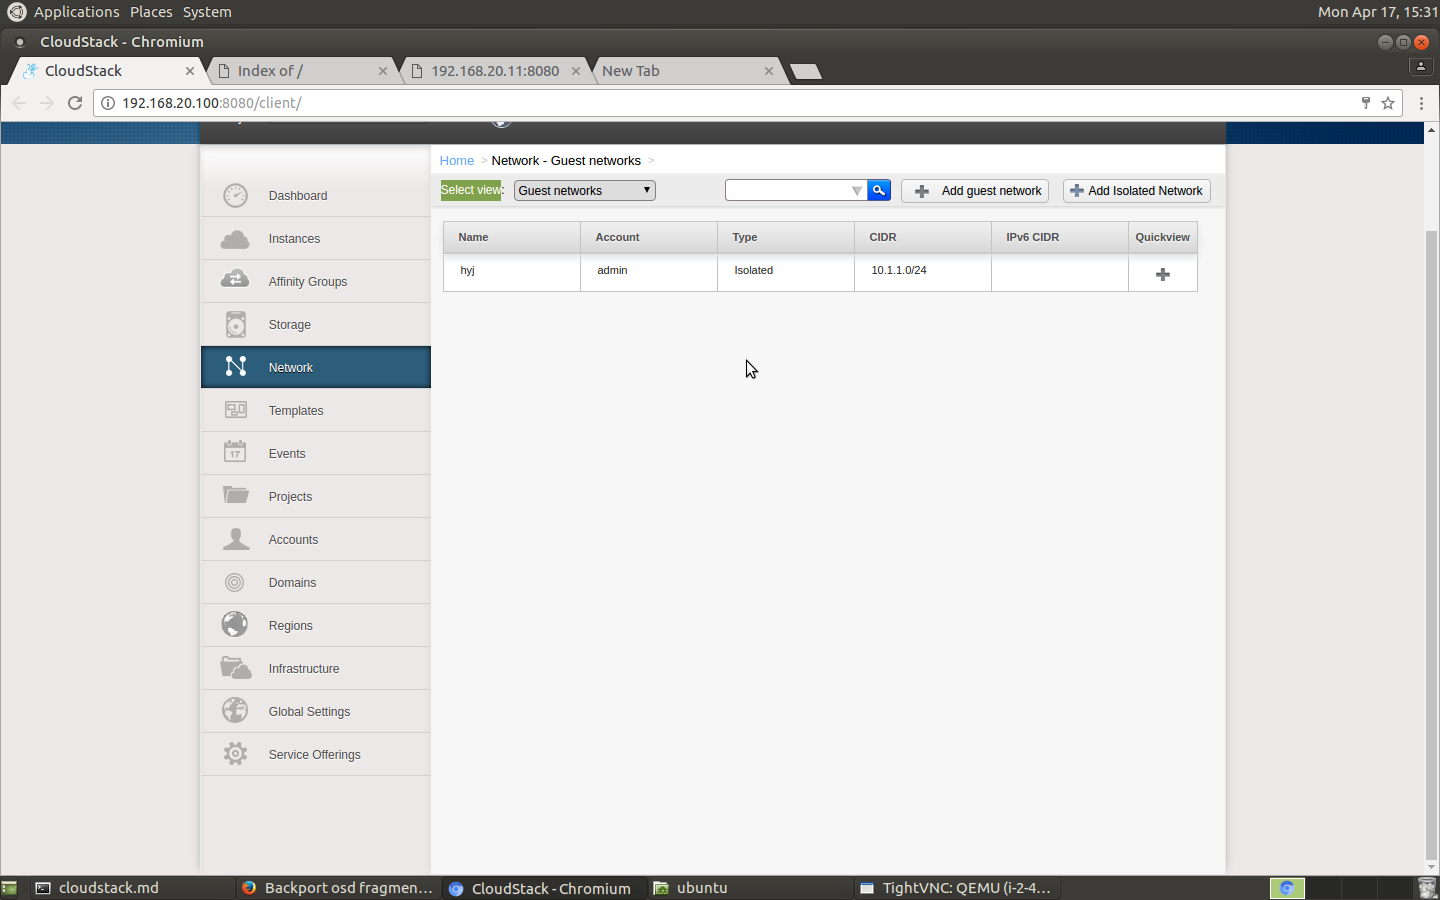 Applications Places System
Mon Apr 17, 15:31
CloudStack - Chromium
CloudStack
Index of /
192.168.20.11:8080
New Tab
192.168.20.100:8080/client/
Home > Network - Guest networks >
Select view: Guest networks
Add guest network
Add Isolated Network
Name Account Type CIDR IPv6 CIDR Quickview
hyj admin Isolated 10.1.1.0/24
Dashboard
Instances
Affinity Groups
Storage
Network
Templates
17
Events
Projects
Accounts
Domains
Regions
Infrastructure
Global Settings
Service Offerings
cloudstack.md
Backport osd fragmen...
CloudStack - Chromium
ubuntu
TightVNC: QEMU (i-2-4...